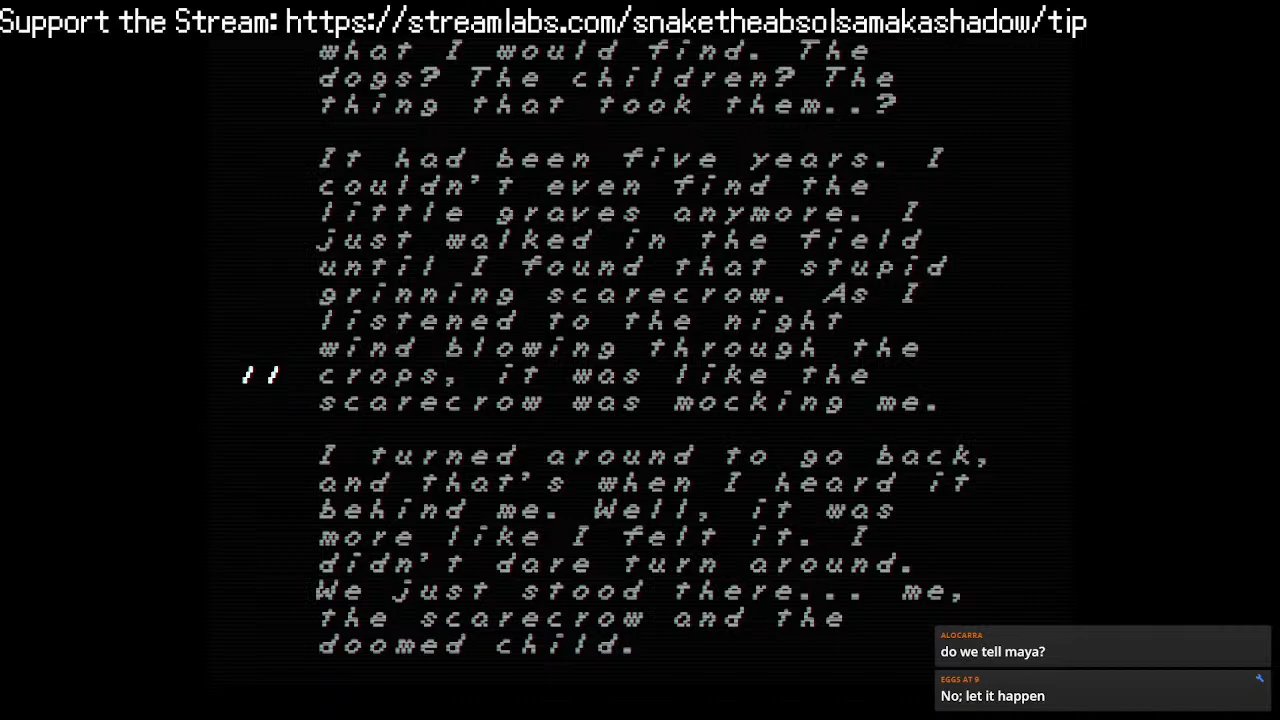 Support the Stream: https://streamlabs.com/snaketheabsolsamakashadow/tip
what I would find. The
dogs? The children? The
thing that took them..?
It had been five years. I
couldn't even find the
little graves anymore. I
just walked in the field
until I found that stupid
grinning scarecrow. As I
listened to the night
wind blowing through the
// crops, it was like the
scarecrow was mocking me.
I turned around to go back,
and that's when I heard it
behind me. Well, it was
more like I felt it. I
didn't dare turn around.
We just stood there... me,
the scarecrow and the
doomed child.
ALOCARRA
do we tell maya?
EGGS AT 9
No; let it happen